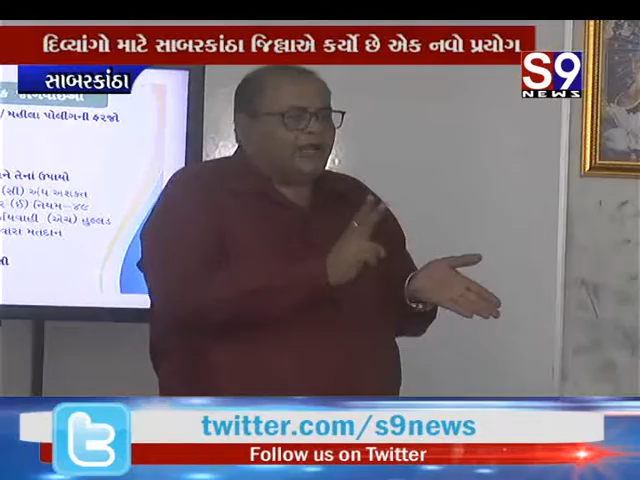 દિવ્યાંગો માટે સાબરકાંઠા જિલ્લાએ કર્યો છે એક નવો પ્રયોગ
સાબરકાંઠા
S9
NEWS
/ મહીલા પોલીંગની ફરજો
ને તેનાં ઉપાયો
(સી) અંધ અશકત
(ઈ) નિયમ-૪૯
(એચ) હુલ્લડ
મતદાન
twitter.com/s9news
Follow us on Twitter